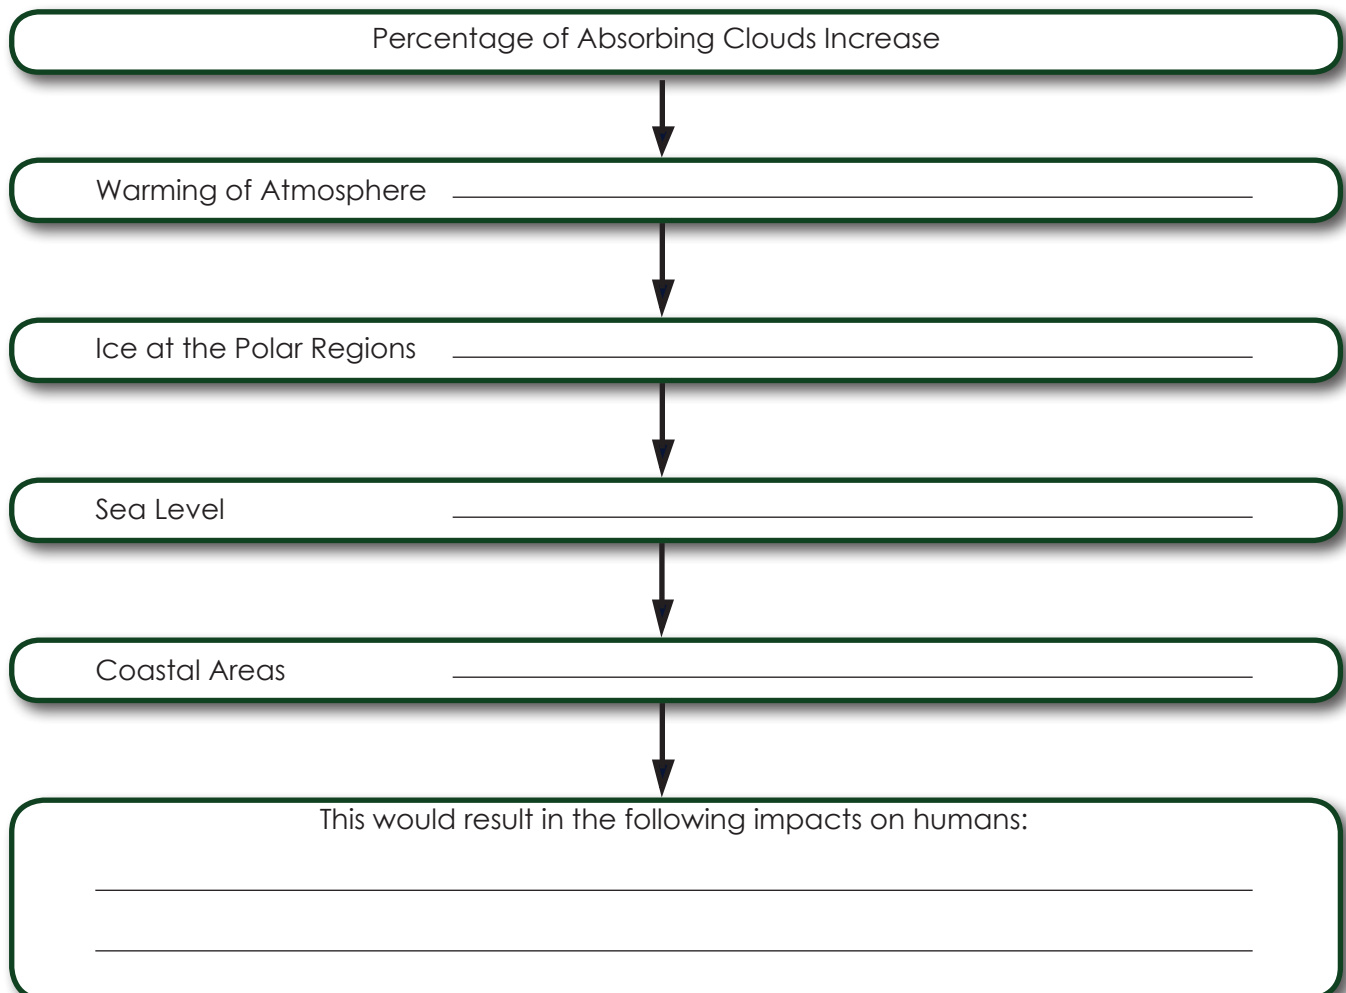 Percentage of Absorbing Clouds Increase
Warming of Atmosphere
Ice at the Polar Regions
Sea Level
Coastal Areas
This would result in the following impacts on humans: